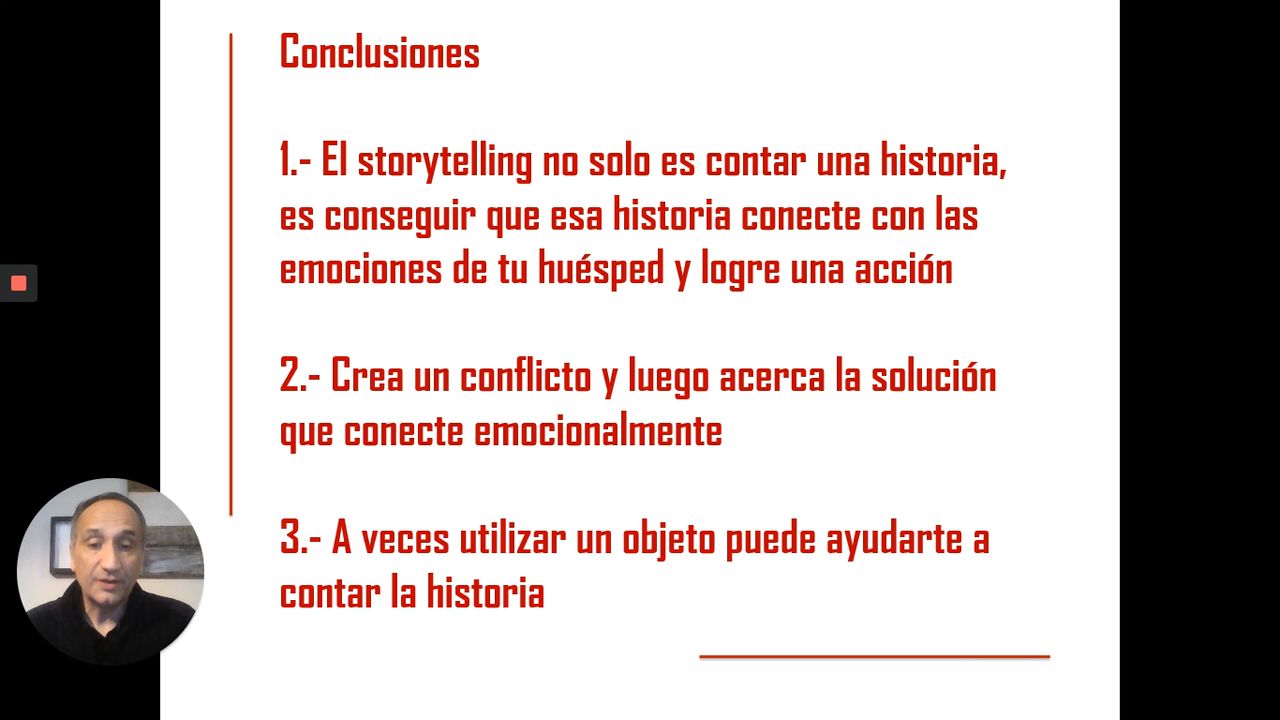 Conclusiones
1.- El storytelling no solo es contar una historia,
es conseguir que esa historia conecte con las
emociones de tu huésped y logre una acción
2.- Crea un conflicto y luego acerca la solución
que conecte emocionalmente
3.- A veces utilizar un objeto puede ayudarte a
contar la historia